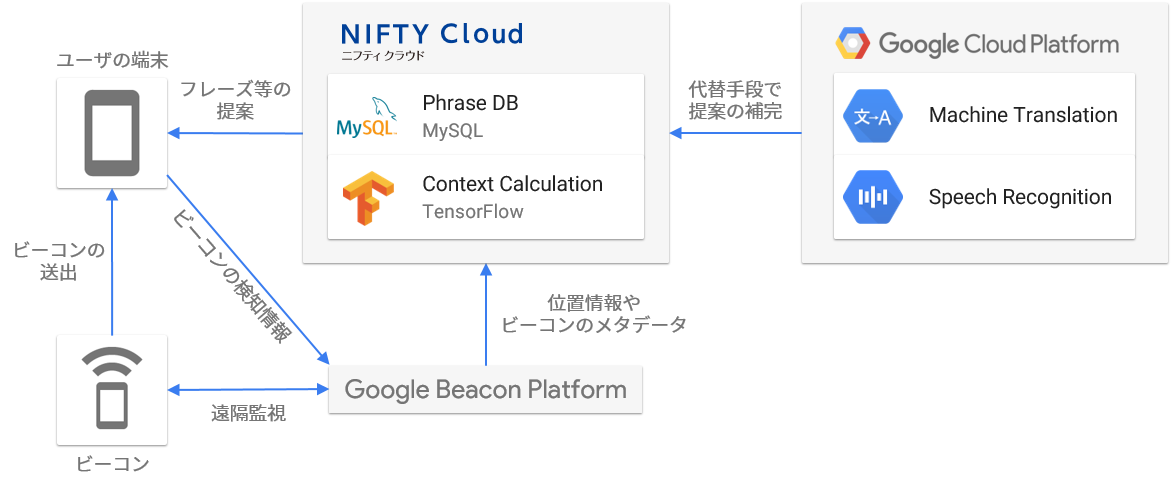 ユーザの端末
フレーズ等の
提案
NIFTY Cloud
ニフティクラウド
MySQL
Phrase DB
MySQL
Context Calculation
TensorFlow
代替手段で
提案の補完
Google Cloud Platform
文→A
Machine Translation
Speech Recognition
ビーコンの
送出
ビーコンの検知情報
位置情報や
ビーコンのメタデータ
Google Beacon Platform
遠隔監視
ビーコン